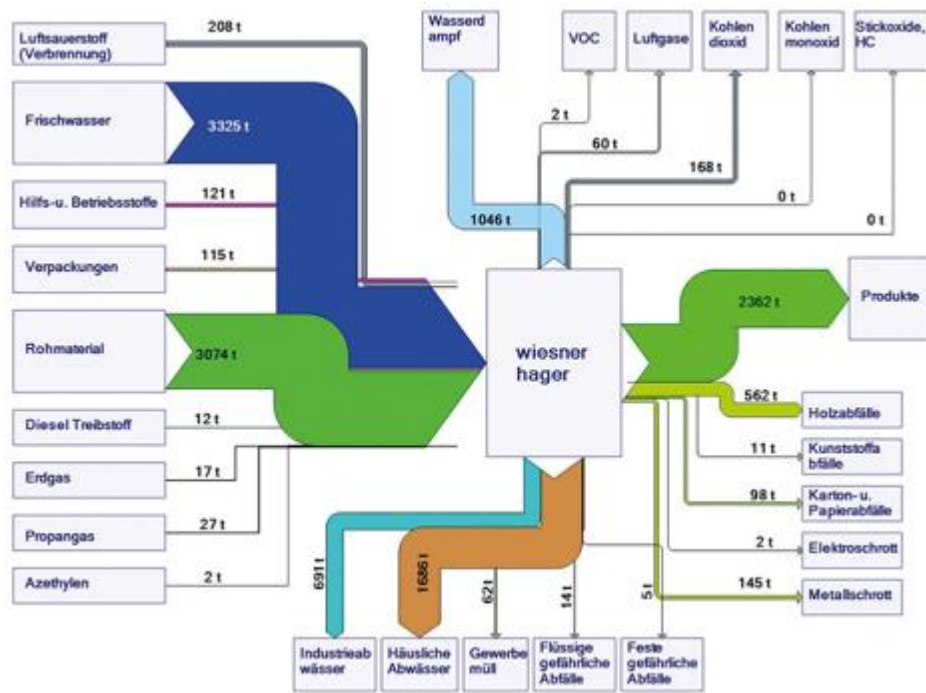 Luftsauerstoff
(Verbrennung)
208 t
Frischwasser
3325 t
Hilfs-u. Betriebsstoffe
121 t
Verpackungen
115 t
Rohmaterial
3074 t
Diesel Treibstoff
12 t
Erdgas
17 t
Propangas
27 t
Azethylen
2 t
Wasserd
ampf
1046 t
VOC
2 t
Luftgase
60 t
Kohlen
dioxid
168 t
Kohlen
monoxid
0 t
Stickoxide,
HC
0 t
wiesner
hager
2362 t
Produkte
562 t
Holzabfälle
11 t
Kunststoffa
bfälle
98 t
Karton- u.
Papierabfälle
2 t
Elektroschrott
145 t
Metallschrott
691 t
Industrieab
wässer
1686 t
Häusliche
Abwässer
62 t
Gewerbe
müll
14 t
Flüssige
gefährliche
Abfälle
5 t
Feste
gefährliche
Abfälle